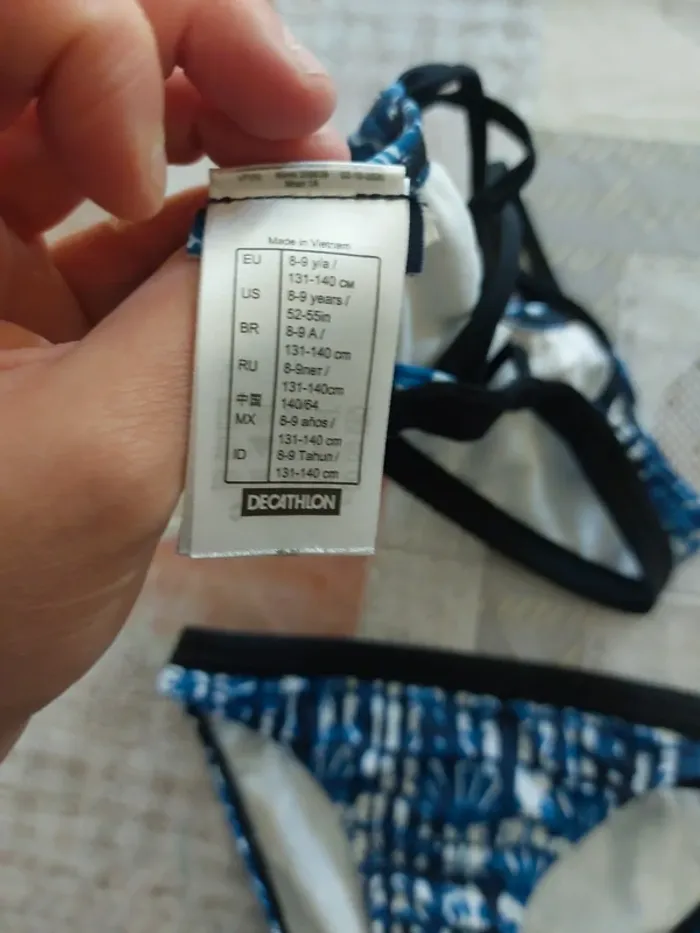 Made in Vietnam
EU 8-9 y/a /
131-140 см
US 8-9 years /
52-55in
BR 8-9 A /
131-140 cm
RU 8-9лет /
131-140cm
中国 140/64
MX 8-9 años /
131-140 cm
ID 8-9 Tahun /
131-140 cm
DECATHLON